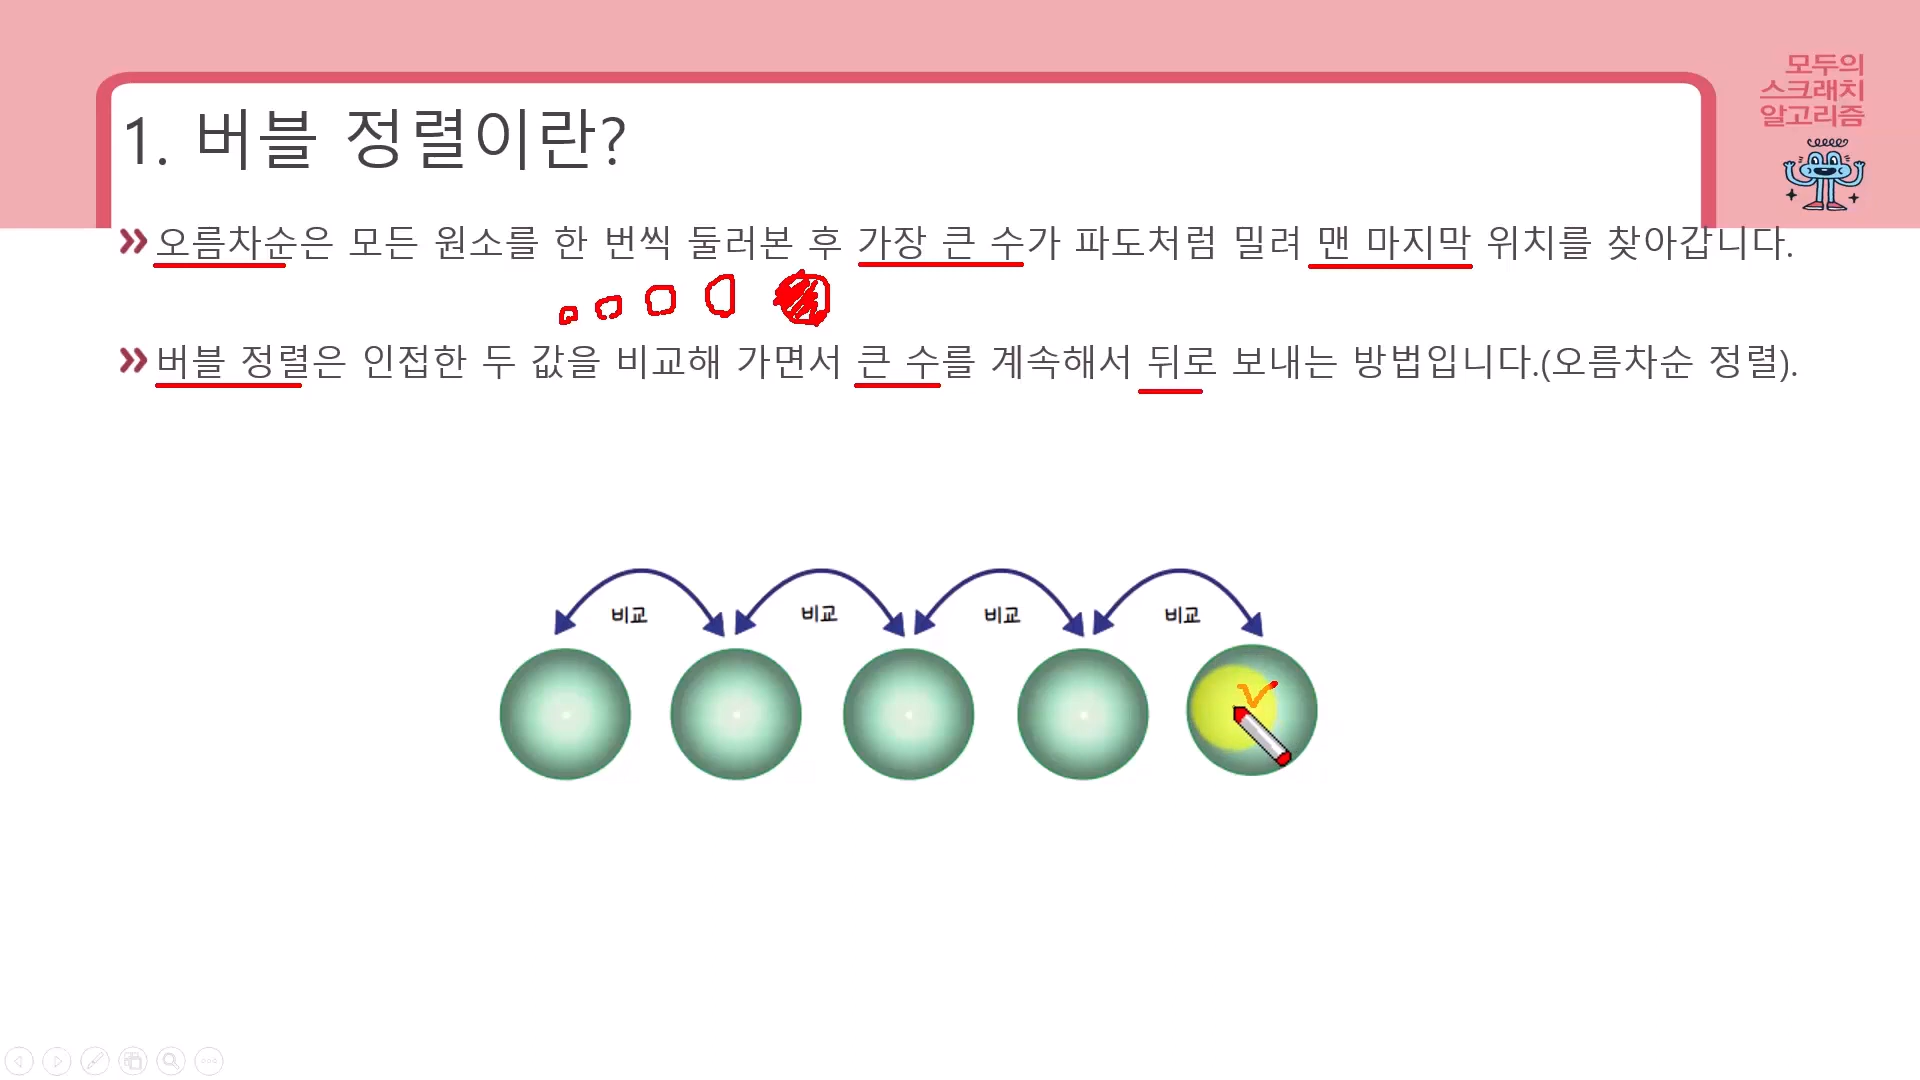 모두의
스크래치
알고리즘
1. 버블 정렬이란?
오름차순은 모든 원소를 한 번씩 둘러본 후 가장 큰 수가 파도처럼 밀려 맨 마지막 위치를 찾아갑니다.
버블 정렬은 인접한 두 값을 비교해 가면서 큰 수를 계속해서 뒤로 보내는 방법입니다.(오름차순 정렬).
비교 비교 비교 비교